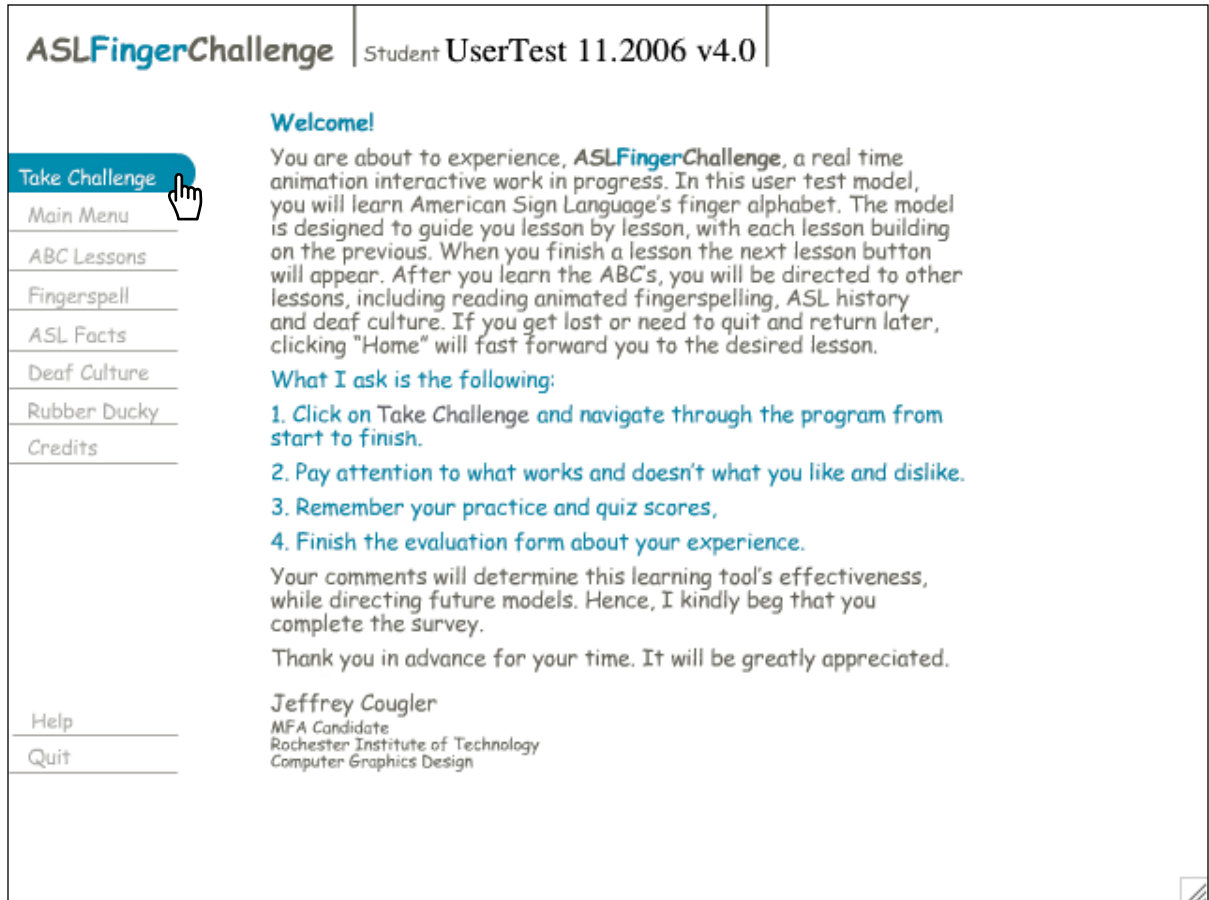 ASLFingerChallenge Student UserTest 11.2006 v4.0
Take Challenge
Main Menu
ABC Lessons
Fingerspell
ASL Facts
Deaf Culture
Rubber Ducky
Credits
Help
Quit
Welcome!
You are about to experience, ASLFingerChallenge, a real time
animation interactive work in progress. In this user test model,
you will learn American Sign Language's finger alphabet. The model
is designed to guide you lesson by lesson, with each lesson building
on the previous. When you finish a lesson the next lesson button
will appear. After you learn the ABC's, you will be directed to other
lessons, including reading animated fingerspelling, ASL history
and deaf culture. If you get lost or need to quit and return later,
clicking "Home" will fast forward you to the desired lesson.
What I ask is the following:
1. Click on Take Challenge and navigate through the program from
start to finish.
2. Pay attention to what works and doesn't what you like and dislike.
3. Remember your practice and quiz scores,
4. Finish the evaluation form about your experience.
Your comments will determine this learning tool's effectiveness,
while directing future models. Hence, I kindly beg that you
complete the survey.
Thank you in advance for your time. It will be greatly appreciated.
Jeffrey Cougler
MFA Candidate
Rochester Institute of Technology
Computer Graphics Design